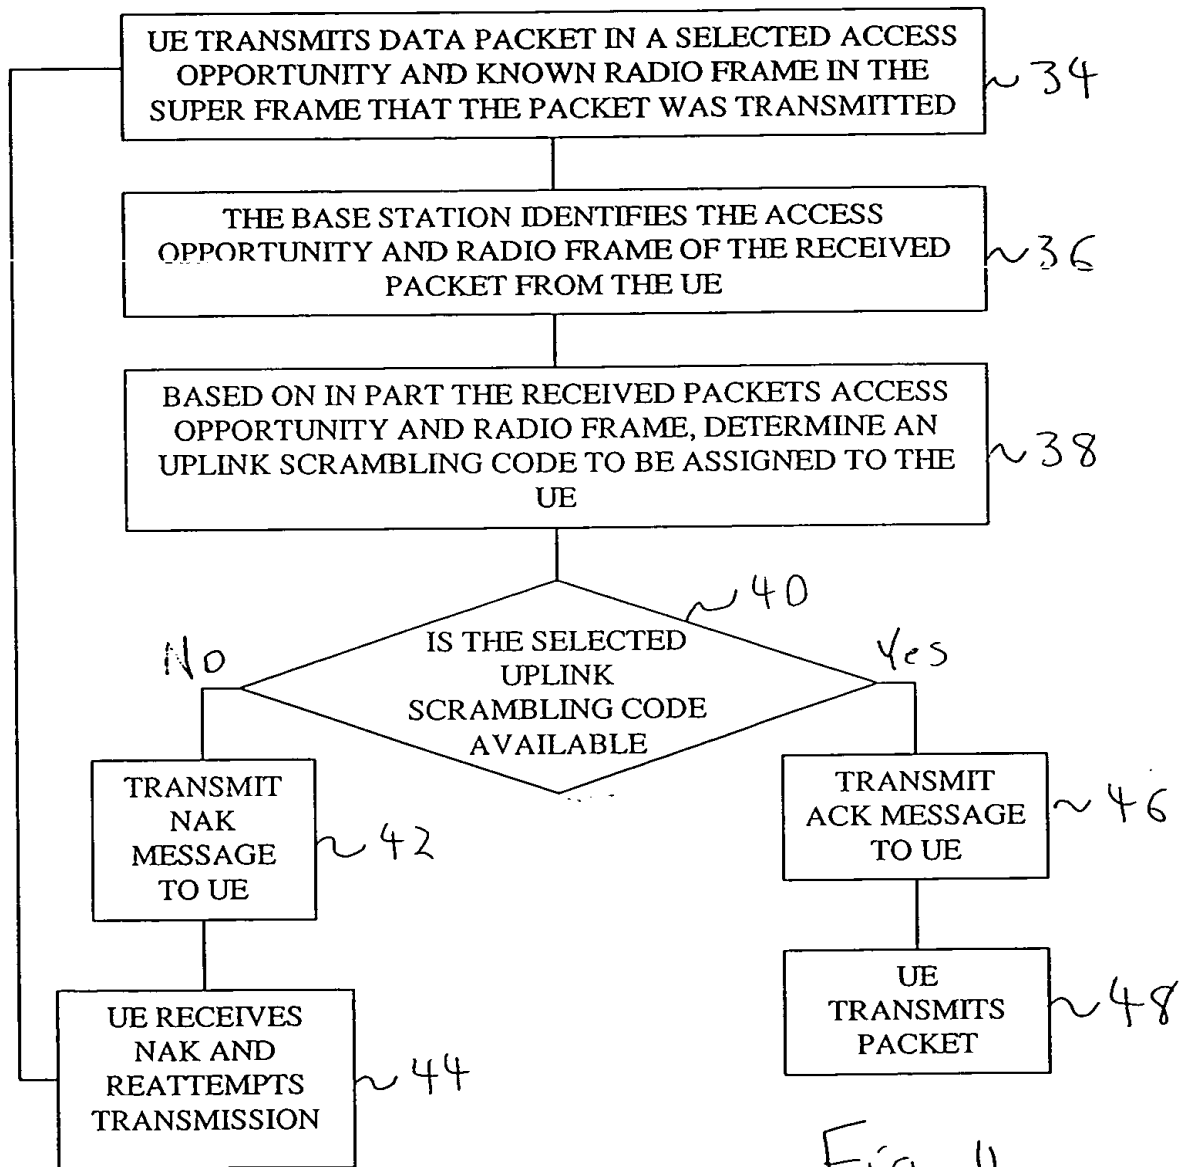 UE TRANSMITS DATA PACKET IN A SELECTED ACCESS
OPPORTUNITY AND KNOWN RADIO FRAME IN THE
SUPER FRAME THAT THE PACKET WAS TRANSMITTED
34
THE BASE STATION IDENTIFIES THE ACCESS
OPPORTUNITY AND RADIO FRAME OF THE RECEIVED
PACKET FROM THE UE
36
BASED ON IN PART THE RECEIVED PACKETS ACCESS
OPPORTUNITY AND RADIO FRAME, DETERMINE AN
UPLINK SCRAMBLING CODE TO BE ASSIGNED TO THE
UE
38
40
IS THE SELECTED
UPLINK
SCRAMBLING CODE
AVAILABLE
No
Yes
TRANSMIT
NAK
MESSAGE
TO UE
42
TRANSMIT
ACK MESSAGE
TO UE
46
UE RECEIVES
NAK AND
REATTEMPTS
TRANSMISSION
44
UE
TRANSMITS
PACKET
48
Fig. 4